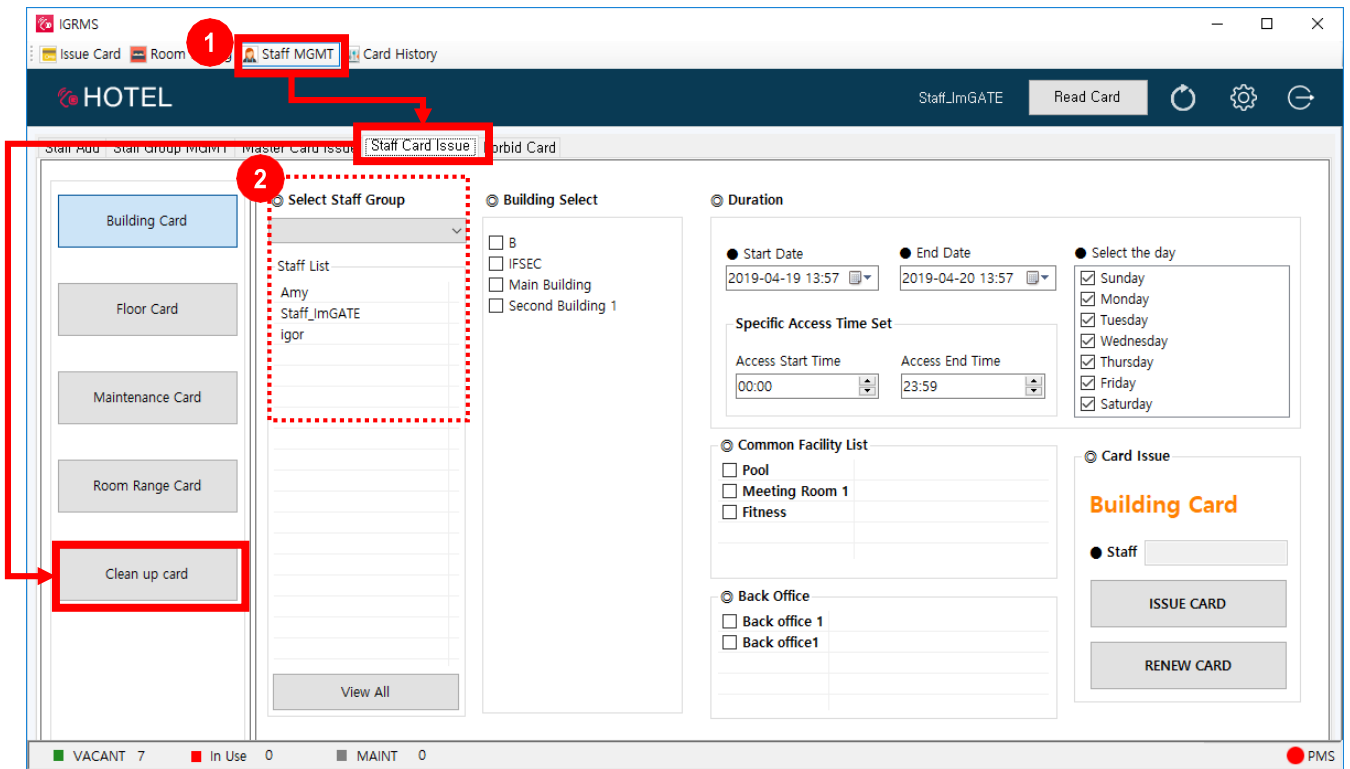 IGRMS
Issue Card Room Staff MGMT Card History
1
HOTEL
Staff_ImGATE
Read Card
Staff Add Staff Group MGMT Master Card Issue Staff Card Issue Forbid Card
2
Building Card
Floor Card
Maintenance Card
Room Range Card
Clean up card
Select Staff Group
Staff List
Amy
Staff_ImGATE
igor
View All
Building Select
B
IFSEC
Main Building
Second Building 1
Duration
Start Date
2019-04-19 13:57
End Date
2019-04-20 13:57
Specific Access Time Set
Access Start Time
00:00
Access End Time
23:59
Select the day
Sunday
Monday
Tuesday
Wednesday
Thursday
Friday
Saturday
Common Facility List
Pool
Meeting Room 1
Fitness
Back Office
Back office 1
Back office1
Card Issue
Building Card
Staff
ISSUE CARD
RENEW CARD
VACANT 7 In Use 0 MAINT 0 PMS